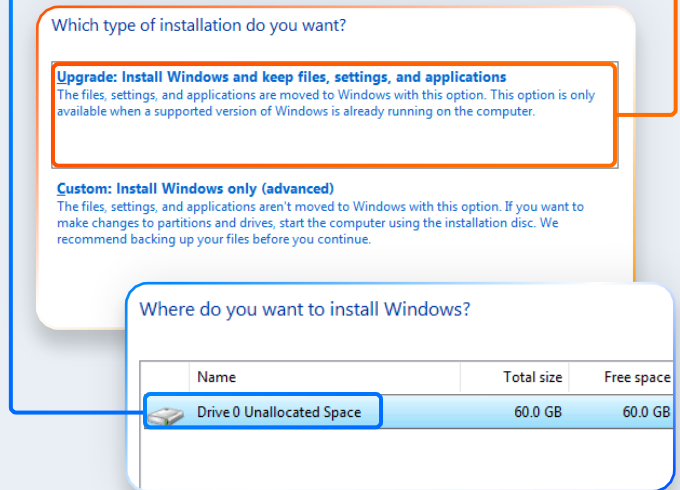 Which type of installation do you want?
Upgrade: Install Windows and keep files, settings, and applications
The files, settings, and applications are moved to Windows with this option. This option is only
available when a supported version of Windows is already running on the computer.
Custom: Install Windows only (advanced)
The files, settings, and applications aren't moved to Windows with this option. If you want to
make changes to partitions and drives, start the computer using the installation disc. We
recommend backing up your files before you continue.
Where do you want to install Windows?
Name Total size Free space
Drive 0 Unallocated Space 60.0 GB 60.0 GB